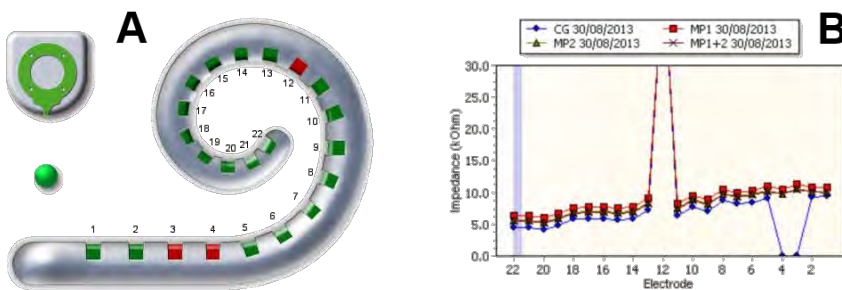 A
1 2 3 4 5 6 7 8 9 10 11 12 13 14 15 16 17 18 19 20 21 22
B
CG 30/08/2013 MP1 30/08/2013
MP2 30/08/2013 MP1+2 30/08/2013
Impedance (kOhm)
30.0
25.0
20.0
15.0
10.0
5.0
0.0
22 20 18 16 14 12 10 8 6 4 2
Electrode